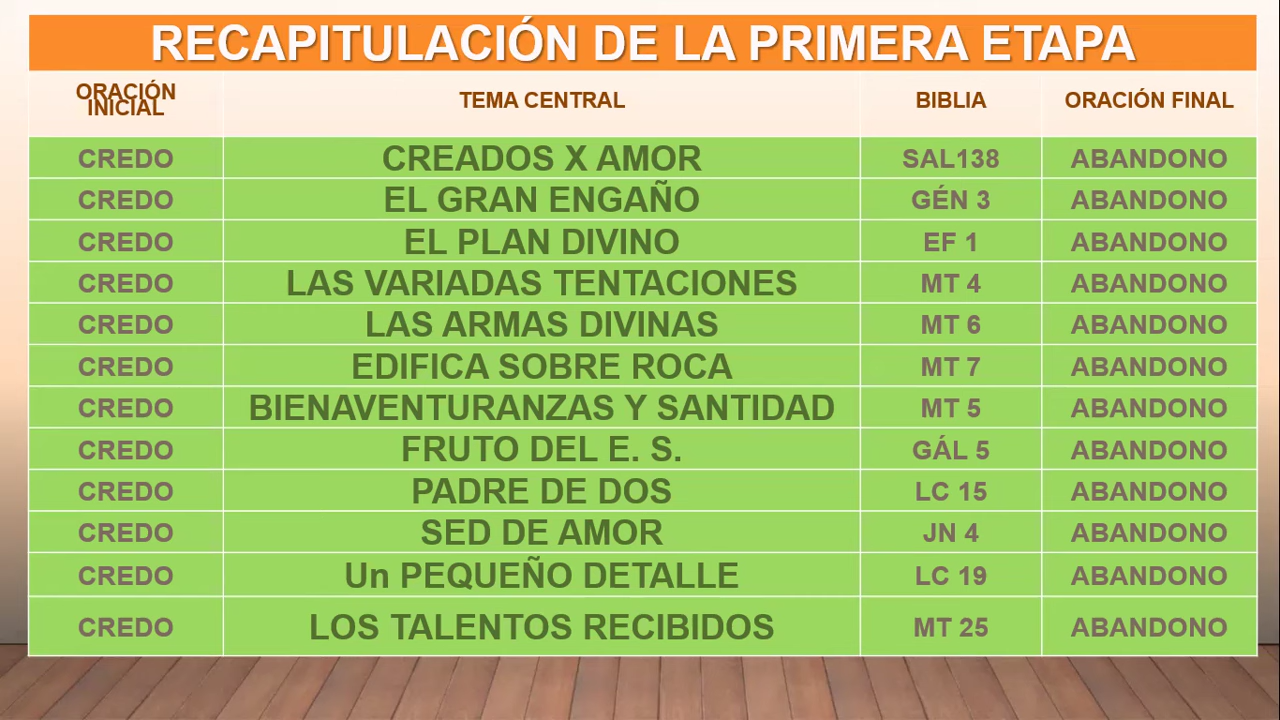 RECAPITULACIÓN DE LA PRIMERA ETAPA
ORACIÓN INICIAL TEMA CENTRAL BIBLIA ORACIÓN FINAL
CREDO CREADOS X AMOR SAL138 ABANDONO
CREDO EL GRAN ENGAÑO GÉN 3 ABANDONO
CREDO EL PLAN DIVINO EF 1 ABANDONO
CREDO LAS VARIADAS TENTACIONES MT 4 ABANDONO
CREDO LAS ARMAS DIVINAS MT 6 ABANDONO
CREDO EDIFICA SOBRE ROCA MT 7 ABANDONO
CREDO BIENAVENTURANZAS Y SANTIDAD MT 5 ABANDONO
CREDO FRUTO DEL E. S. GÁL 5 ABANDONO
CREDO PADRE DE DOS LC 15 ABANDONO
CREDO SED DE AMOR JN 4 ABANDONO
CREDO Un PEQUEÑO DETALLE LC 19 ABANDONO
CREDO LOS TALENTOS RECIBIDOS MT 25 ABANDONO